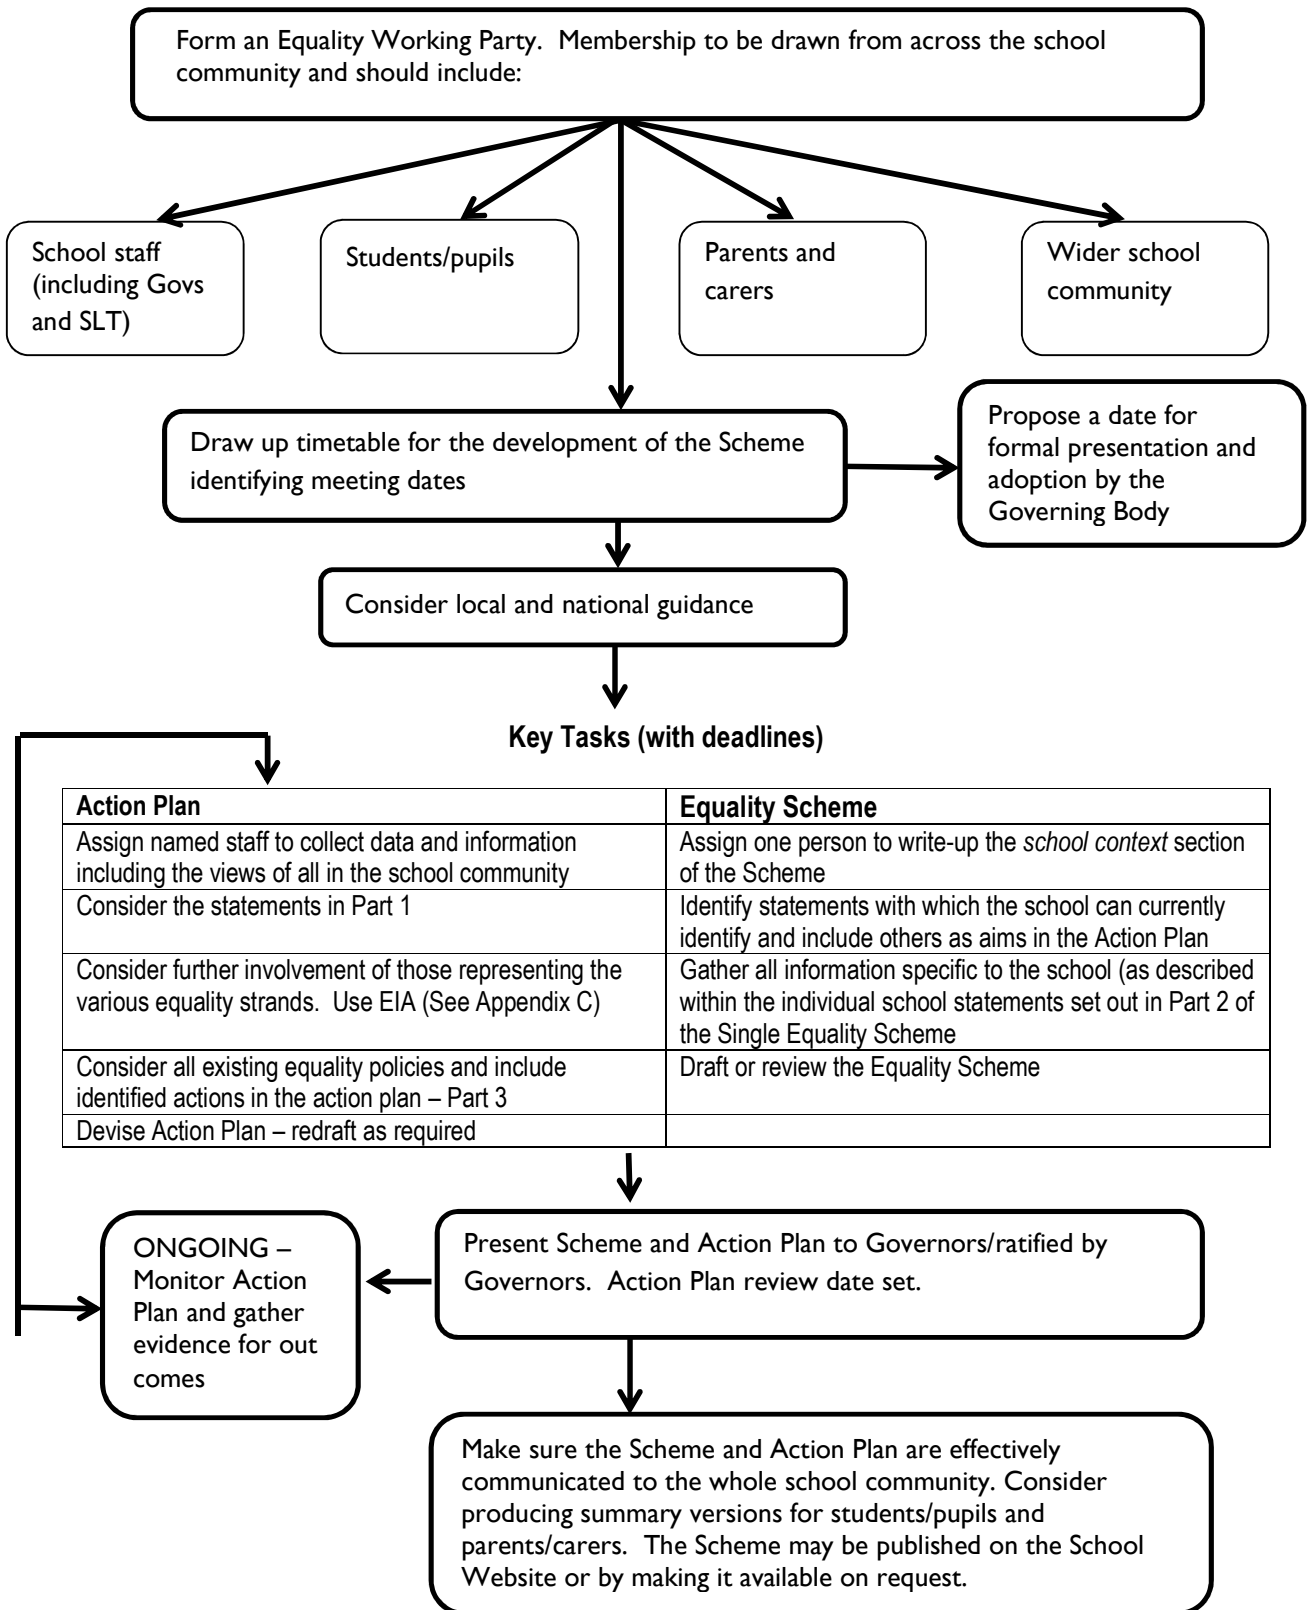 Form an Equality Working Party.  Membership to be drawn from across the school
community and should include:
School staff
(including Govs
and SLT)
Students/pupils
Parents and
carers
Wider school
community
Draw up timetable for the development of the Scheme
identifying meeting dates
Propose a date for
formal presentation and
adoption by the
Governing Body
Consider local and national guidance
Key Tasks (with deadlines)
Action Plan
Equality Scheme
Assign named staff to collect data and information
including the views of all in the school community
Assign one person to write-up the school context section
of the Scheme
Consider the statements in Part 1
Identify statements with which the school can currently
identify and include others as aims in the Action Plan
Consider further involvement of those representing the
various equality strands.  Use EIA (See Appendix C)
Gather all information specific to the school (as described
within the individual school statements set out in Part 2 of
the Single Equality Scheme
Consider all existing equality policies and include
identified actions in the action plan – Part 3
Draft or review the Equality Scheme
Devise Action Plan – redraft as required
ONGOING –
Monitor Action
Plan and gather
evidence for out
comes
Present Scheme and Action Plan to Governors/ratified by
Governors.  Action Plan review date set.
Make sure the Scheme and Action Plan are effectively
communicated to the whole school community. Consider
producing summary versions for students/pupils and
parents/carers.  The Scheme may be published on the School
Website or by making it available on request.